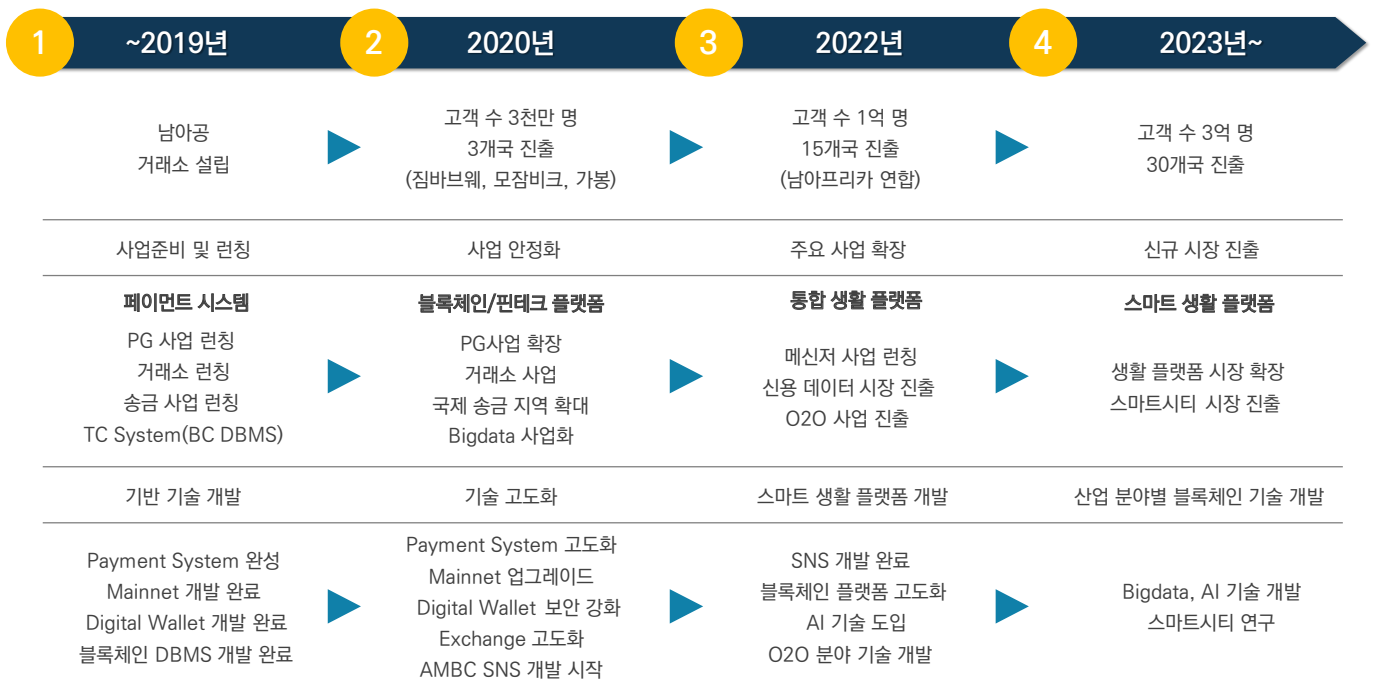 1 ~2019년 2 2020년 3 2022년 4 2023년~
남아공
거래소 설립
고객 수 3천만 명
3개국 진출
(짐바브웨, 모잠비크, 가봉)
고객 수 1억 명
15개국 진출
(남아프리카 연합)
고객 수 3억 명
30개국 진출
사업준비 및 런칭
사업 안정화
주요 사업 확장
신규 시장 진출
페이먼트 시스템
PG 사업 런칭
거래소 런칭
송금 사업 런칭
TC System(BC DBMS)
블록체인/핀테크 플랫폼
PG사업 확장
거래소 사업
국제 송금 지역 확대
Bigdata 사업화
통합 생활 플랫폼
메신저 사업 런칭
신용 데이터 시장 진출
O2O 사업 진출
스마트 생활 플랫폼
생활 플랫폼 시장 확장
스마트시티 시장 진출
기반 기술 개발
기술 고도화
스마트 생활 플랫폼 개발
산업 분야별 블록체인 기술 개발
Payment System 완성
Mainnet 개발 완료
Digital Wallet 개발 완료
블록체인 DBMS 개발 완료
Payment System 고도화
Mainnet 업그레이드
Digital Wallet 보안 강화
Exchange 고도화
AMBC SNS 개발 시작
SNS 개발 완료
블록체인 플랫폼 고도화
AI 기술 도입
O2O 분야 기술 개발
Bigdata, AI 기술 개발
스마트시티 연구